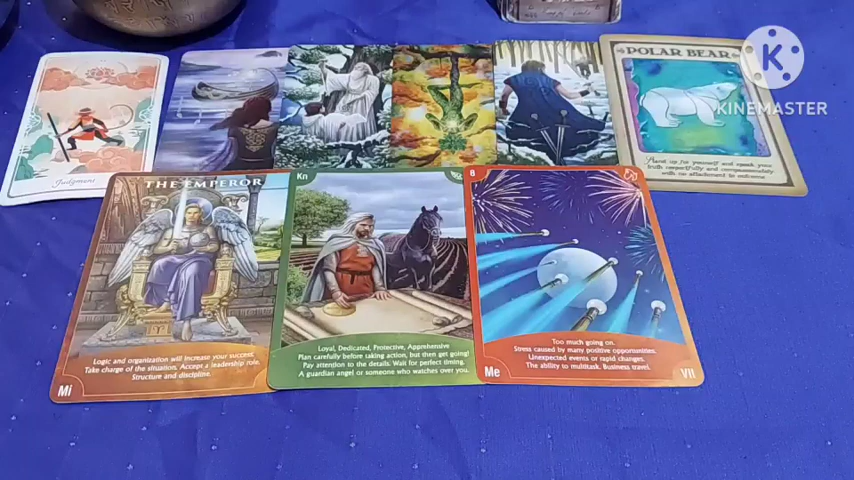 POLAR BEAR
K
KINEMASTER
Stand up for yourself and speak your
truth respectfully and compassionately
with no attachment to outcome
Judgment
THE EMPEROR
Logic and organization will increase your success.
Take charge of the situation. Accept a leadership role.
Structure and discipline.
Mi
Kn
Loyal, Dedicated, Protective, Apprehensive
Plan carefully before taking action, but then get going!
Pay attention to the details. Wait for perfect timing.
A guardian angel or someone who watches over you.
8
Too much going on.
Stress caused by many positive opportunities.
Unexpected events or rapid changes.
The ability to multitask. Business travel.
Me
VII